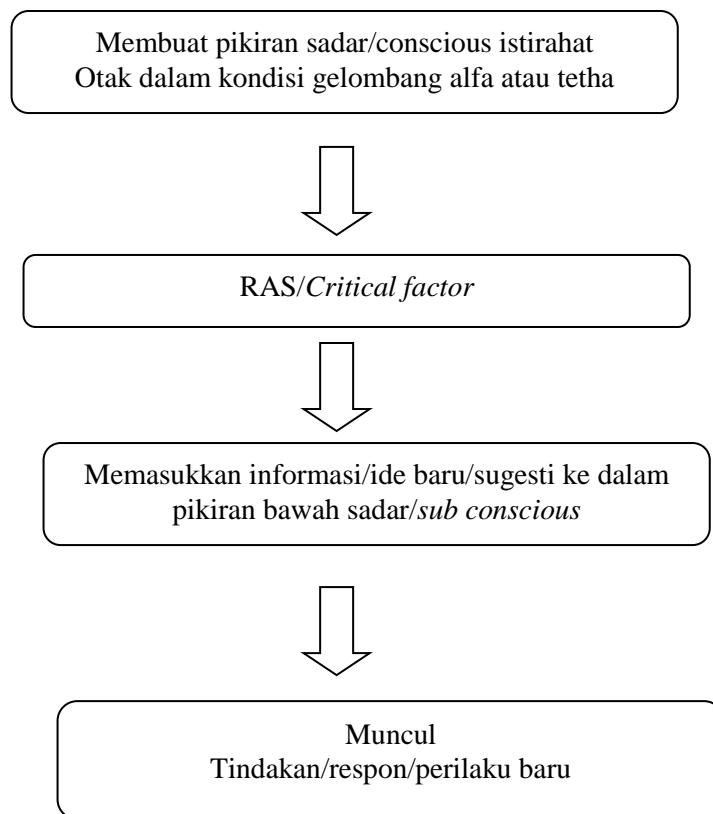 Membuat pikiran sadar/conscious istirahat
Otak dalam kondisi gelombang alfa atau tetha
RAS/Critical factor
Memasukkan informasi/ide baru/sugesti ke dalam
pikiran bawah sadar/sub conscious
Muncul
Tindakan/respon/perilaku baru